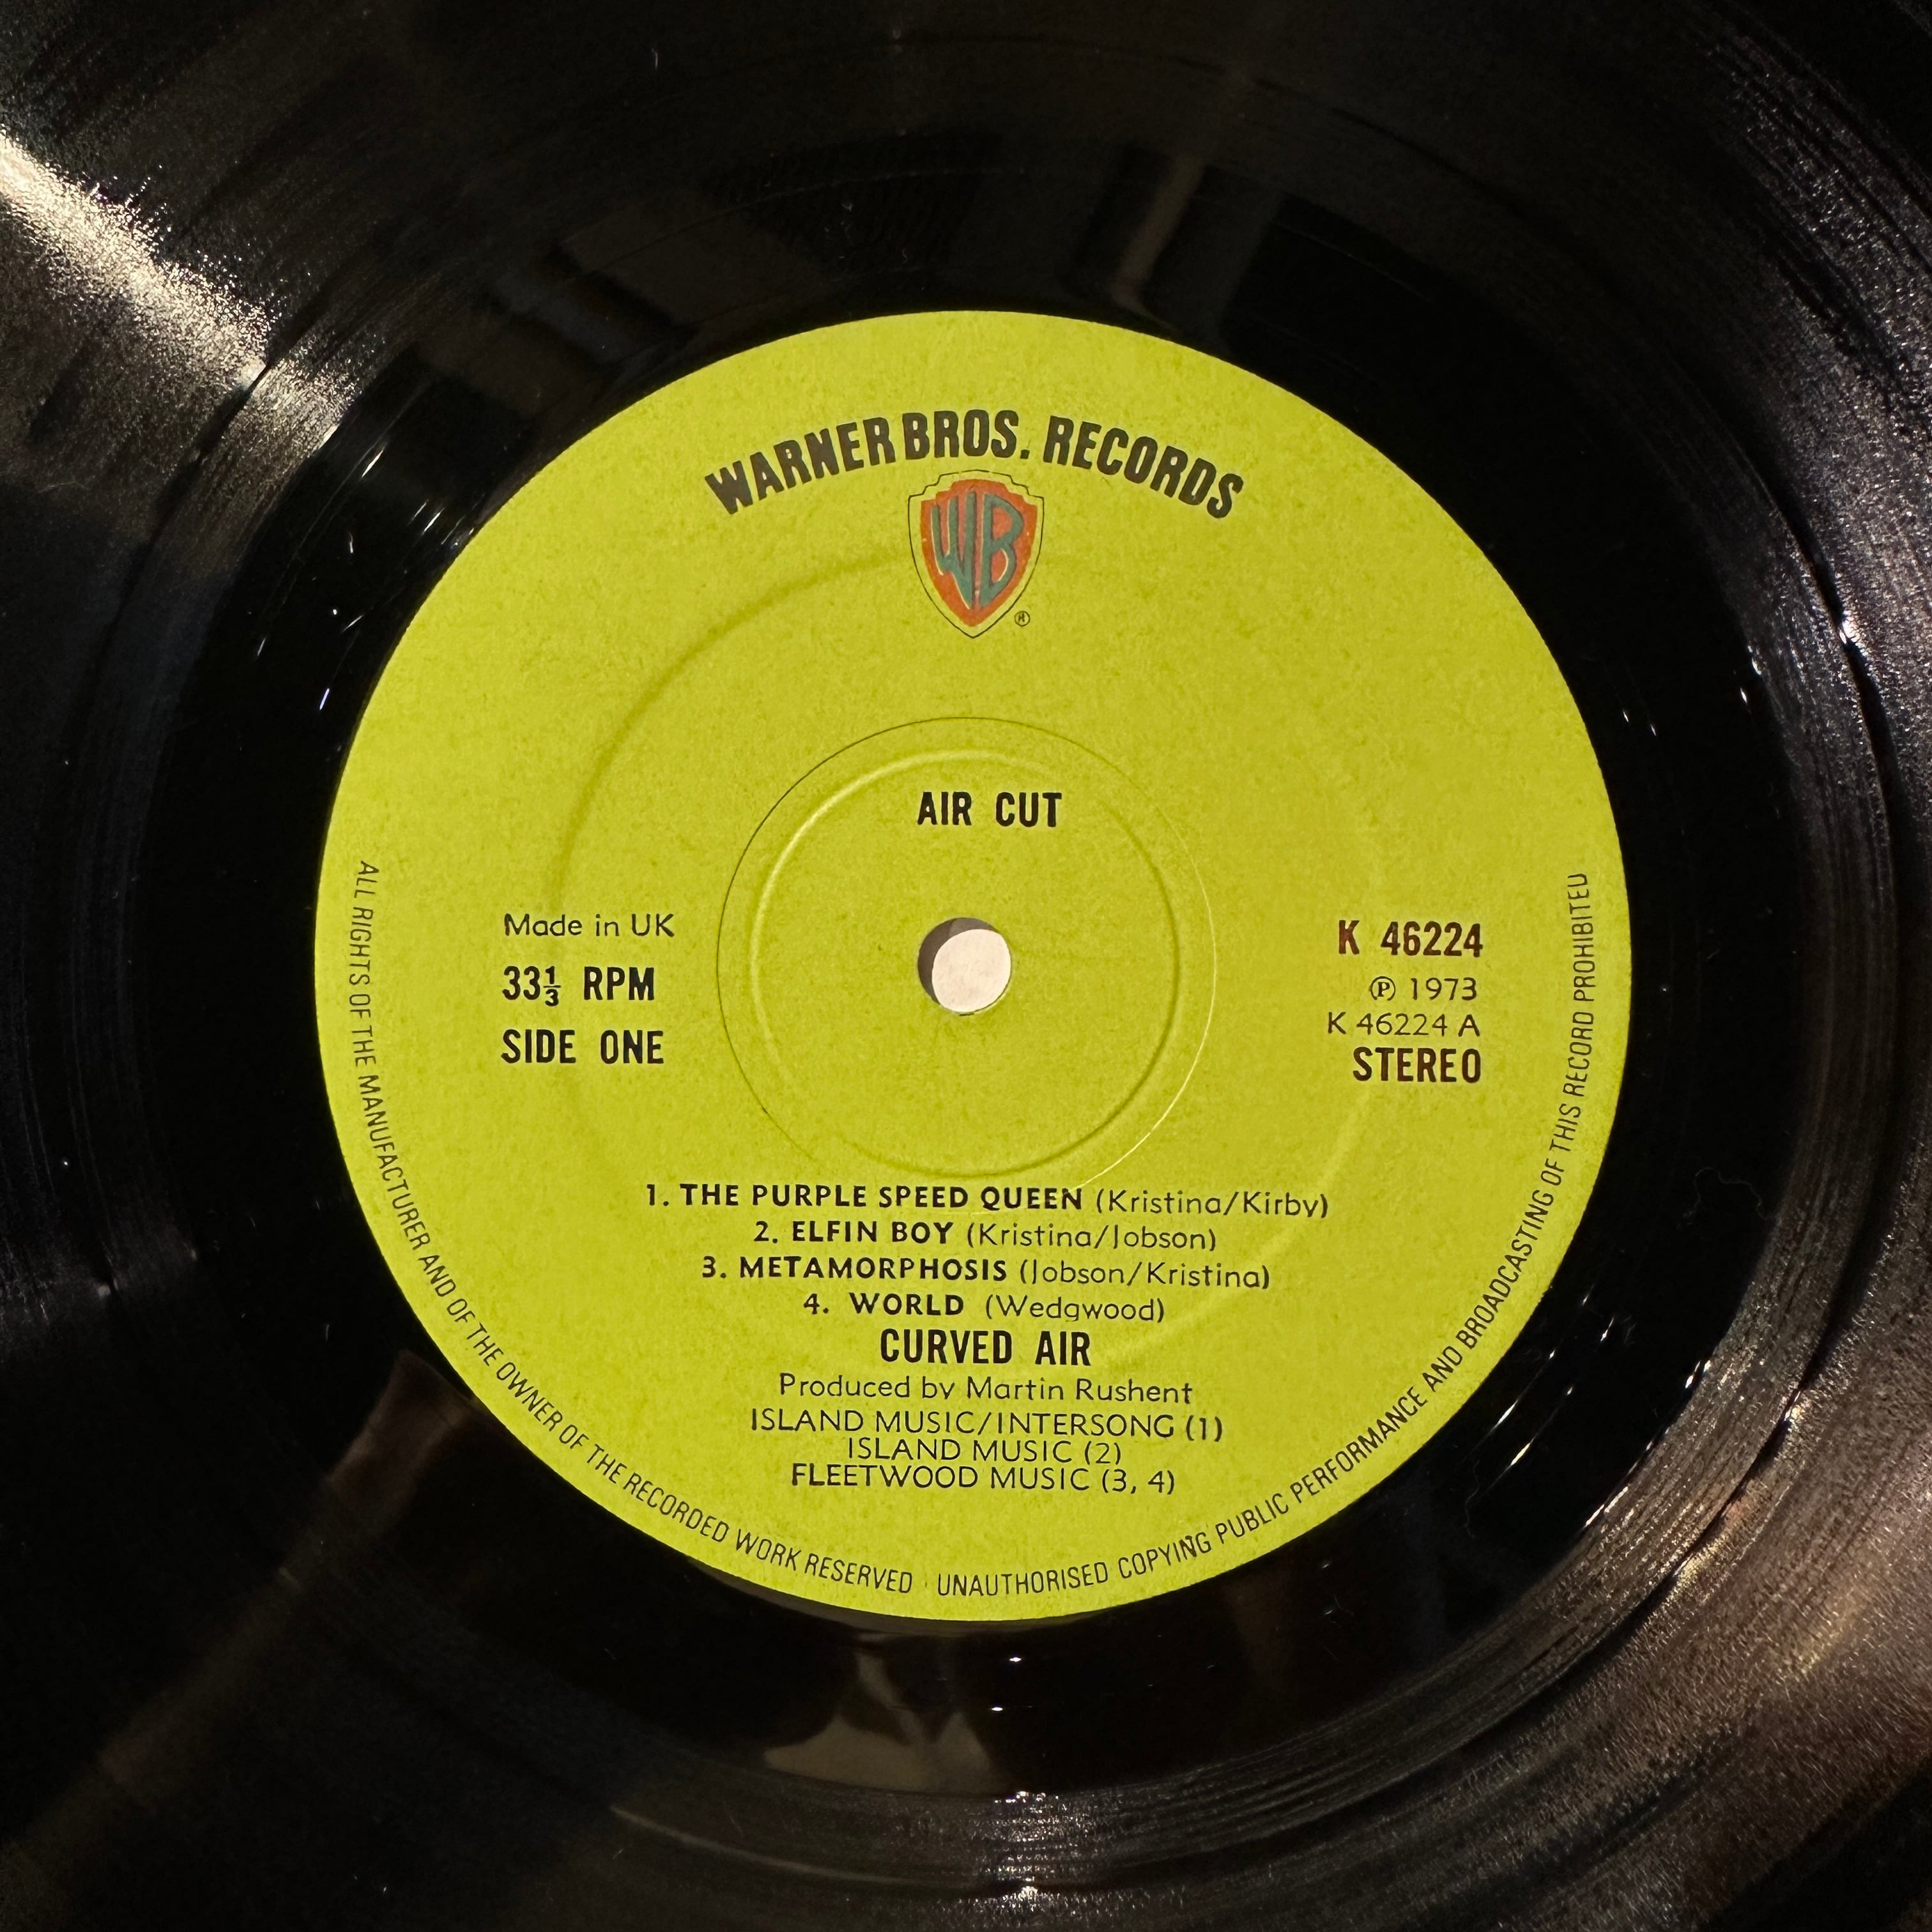 WARNER BROS. RECORDS
WB
®
AIR CUT
Made in UK
33⅓ RPM
SIDE ONE
K 46224
℗ 1973
K 46224 A
STEREO
1. THE PURPLE SPEED QUEEN (Kristina/Kirby)
2. ELFIN BOY (Kristina/Jobson)
3. METAMORPHOSIS (Jobson/Kristina)
4. WORLD (Wedgwood)
CURVED AIR
Produced by Martin Rushent
ISLAND MUSIC/INTERSONG (1)
ISLAND MUSIC (2)
FLEETWOOD MUSIC (3, 4)
ALL RIGHTS OF THE MANUFACTURER AND OF THE OWNER OF THE RECORDED WORK RESERVED · UNAUTHORISED COPYING PUBLIC PERFORMANCE AND BROADCASTING OF THIS RECORD PROHIBITED